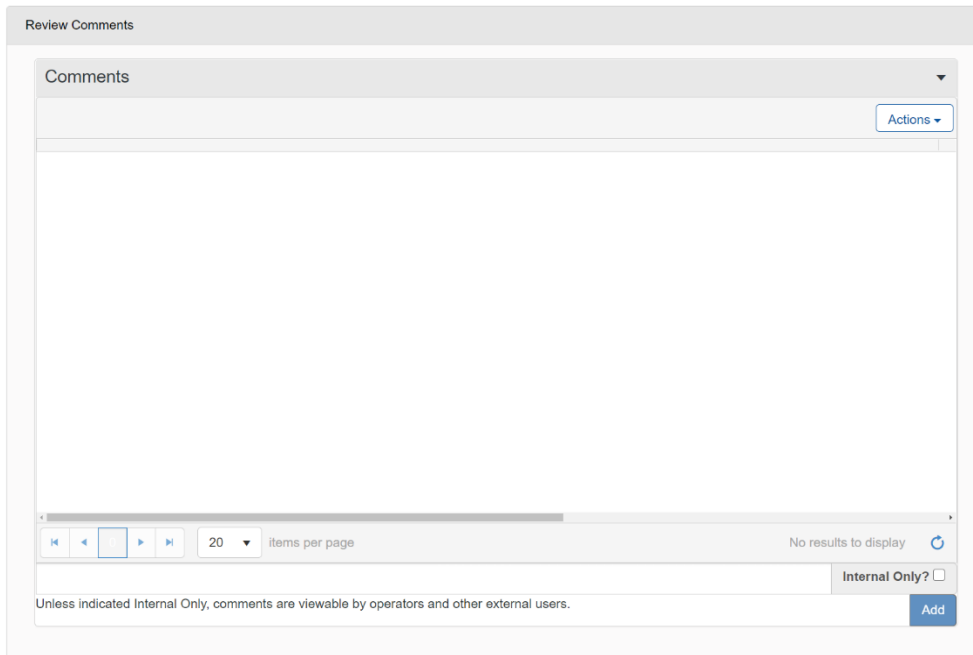 Review Comments
Comments
Actions
20 items per page No results to display
Internal Only?
Unless indicated Internal Only, comments are viewable by operators and other external users.
Add